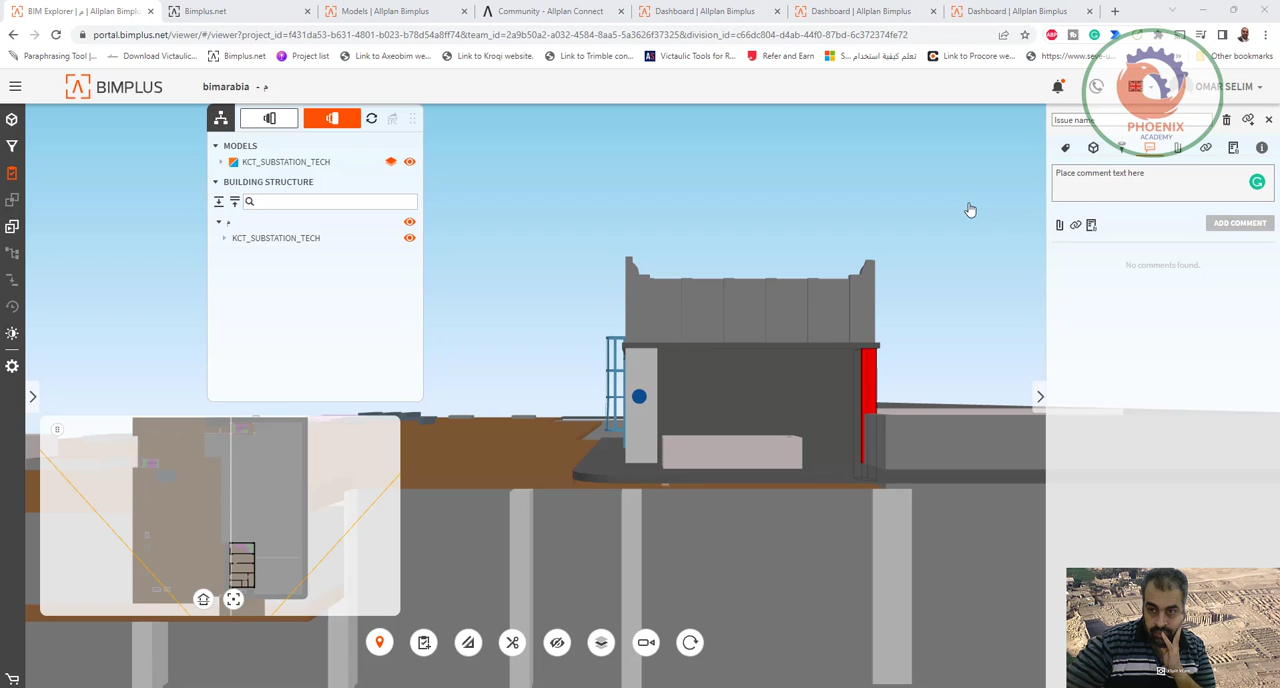 BIM Explorer | م | Allplan Bimplus
Bimplus.net
Models | Allplan Bimplus
Community - Allplan Connect
Dashboard | Allplan Bimplus
Dashboard | Allplan Bimplus
Dashboard | Allplan Bimplus
portal.bimplus.net/viewer/#/viewer?project_id=f431da53-b631-4801-b023-b78d54a8ff74&team_id=2a9b50a2-a032-4584-8aa5-5a3626f37325&division_id=c66dc804-d4ab-44f0-87bd-6c372374fe72
Paraphrasing Tool |...
Download Victaulic...
Bimplus.net
Project list
Link to Axeobim we...
Link to Kroqi website.
Link to Trimble con...
Victaulic Tools for R...
Refer and Earn
تعلم كيفية استخدام S...
Link to Procore we...
Other bookmarks
BIMPLUS
bimarabia - م
OMAR SELIM
PHOENIX
ACADEMY
Issue name
MODELS
KCT_SUBSTATION_TECH
BUILDING STRUCTURE
م
KCT_SUBSTATION_TECH
Place comment text here
ADD COMMENT
No comments found.